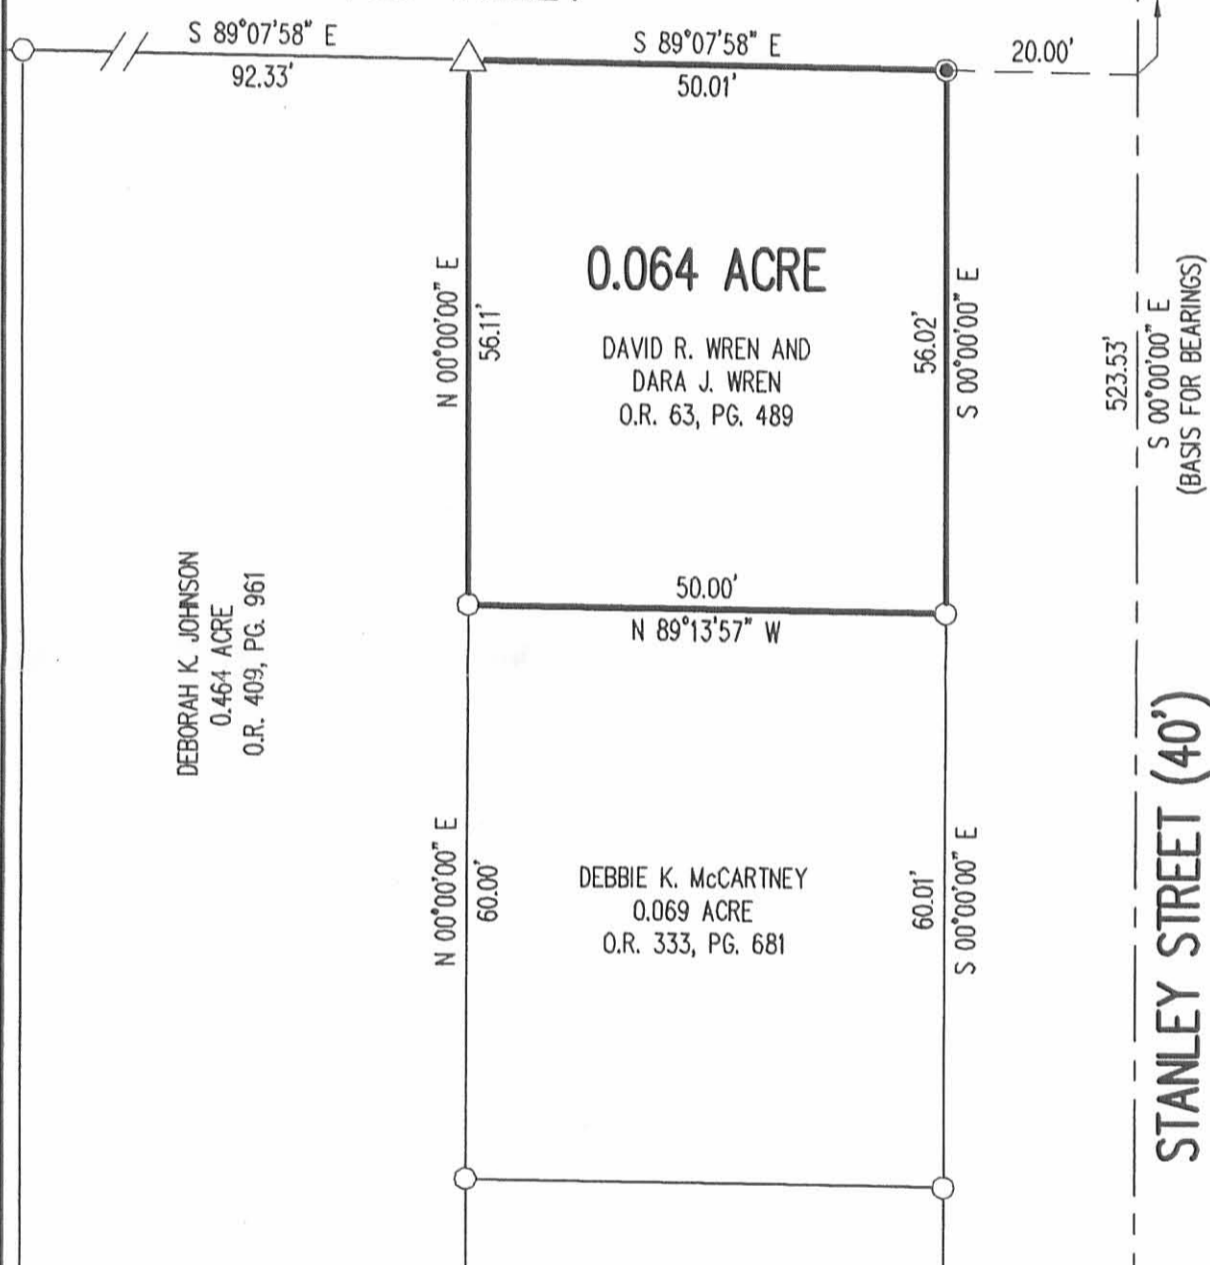 S 89°07'58" E
92.33'
S 89°07'58" E
50.01'
20.00'
N 00°00'00" E
56.11'
0.064 ACRE
DAVID R. WREN AND
DARA J. WREN
O.R. 63, PG. 489
56.02'
S 00°00'00" E
523.53'
S 00°00'00" E
(BASIS FOR BEARINGS)
50.00'
N 89°13'57" W
DEBORAH K. JOHNSON
0.464 ACRE
O.R. 409, PG. 961
N 00°00'00" E
60.00'
DEBBIE K. McCARTNEY
0.069 ACRE
O.R. 333, PG. 681
60.01'
S 00°00'00" E
STANLEY STREET (40')